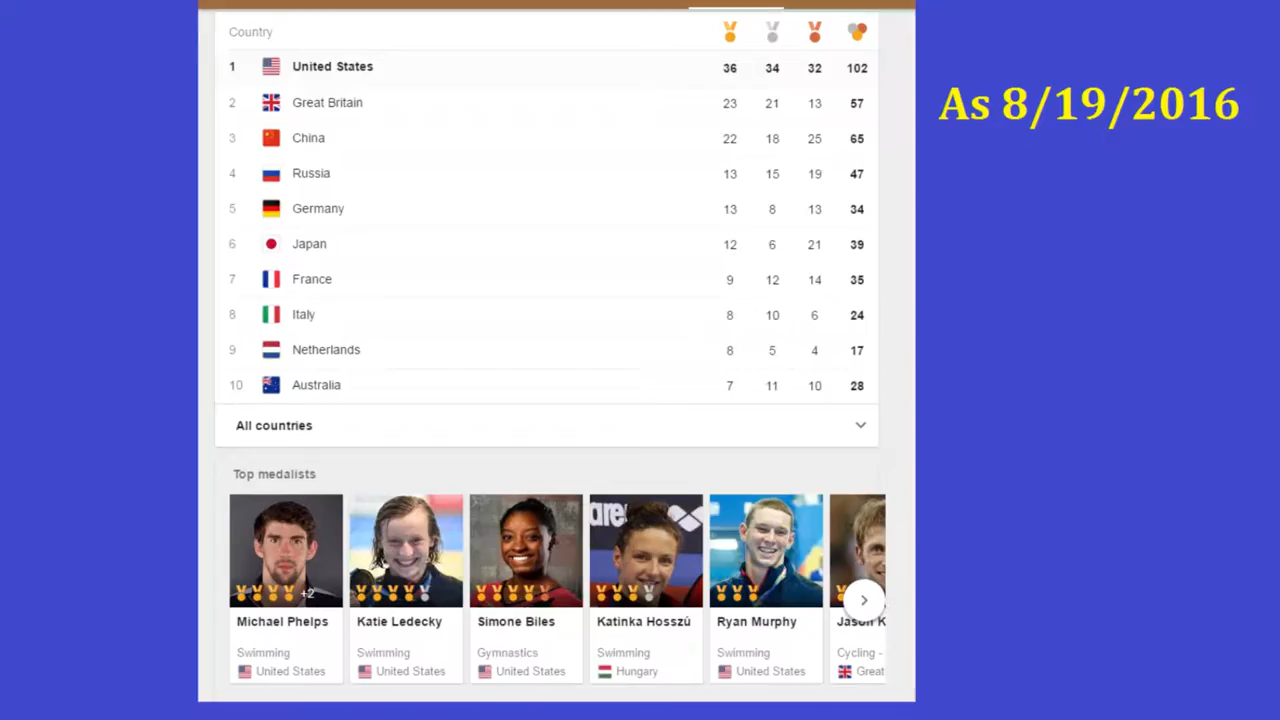 Country
1 United States 36 34 32 102
2 Great Britain 23 21 13 57
3 China 22 18 25 65
4 Russia 13 15 19 47
5 Germany 13 8 13 34
6 Japan 12 6 21 39
7 France 9 12 14 35
8 Italy 8 10 6 24
9 Netherlands 8 5 4 17
10 Australia 7 11 10 28
All countries
As 8/19/2016
Top medalists
are
+2
Michael Phelps Katie Ledecky Simone Biles Katinka Hosszú Ryan Murphy Jason K
Swimming Swimming Gymnastics Swimming Swimming Cycling -
United States United States United States Hungary United States Great